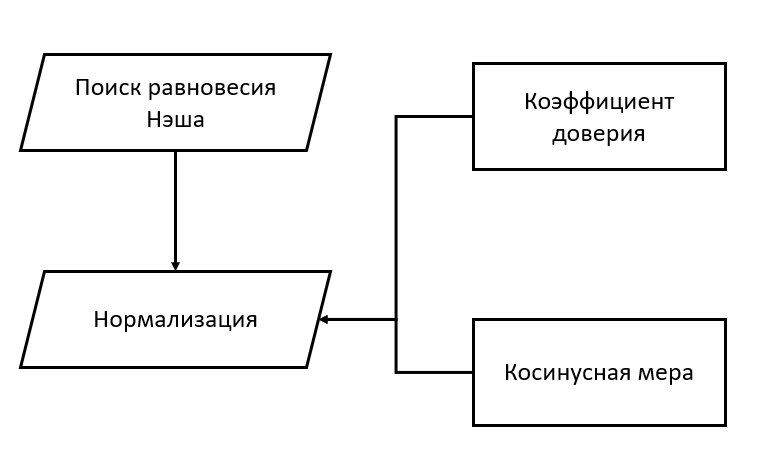 Поиск равновесия
Нэша
Коэффициент
доверия
Нормализация
Косинусная мера